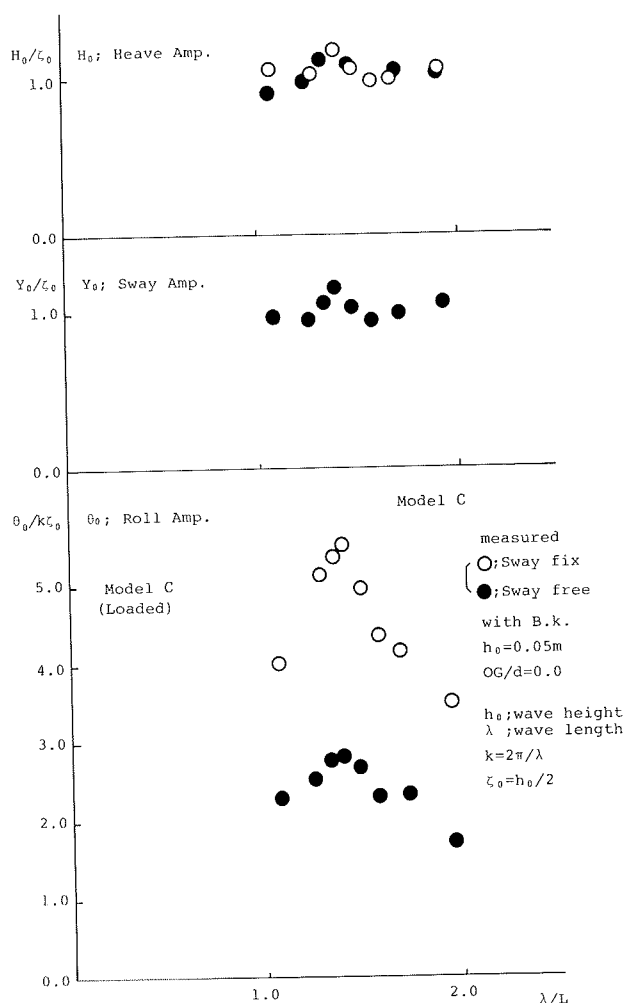 H₀/ζ₀ H₀; Heave Amp.
1.0
0.0
Y₀/ζ₀ Y₀; Sway Amp.
1.0
0.0
Model C
θ₀/kζ₀ θ₀; Roll Amp.
measured
○;Sway fix
●;Sway free
5.0
Model C
(Loaded)
with B.k.
h₀=0.05m
4.0
OG/d=0.0
h₀;wave height
λ ;wave length
3.0
k=2π/λ
ζ₀=h₀/2
2.0
1.0
0.0
1.0
2.0
λ/L